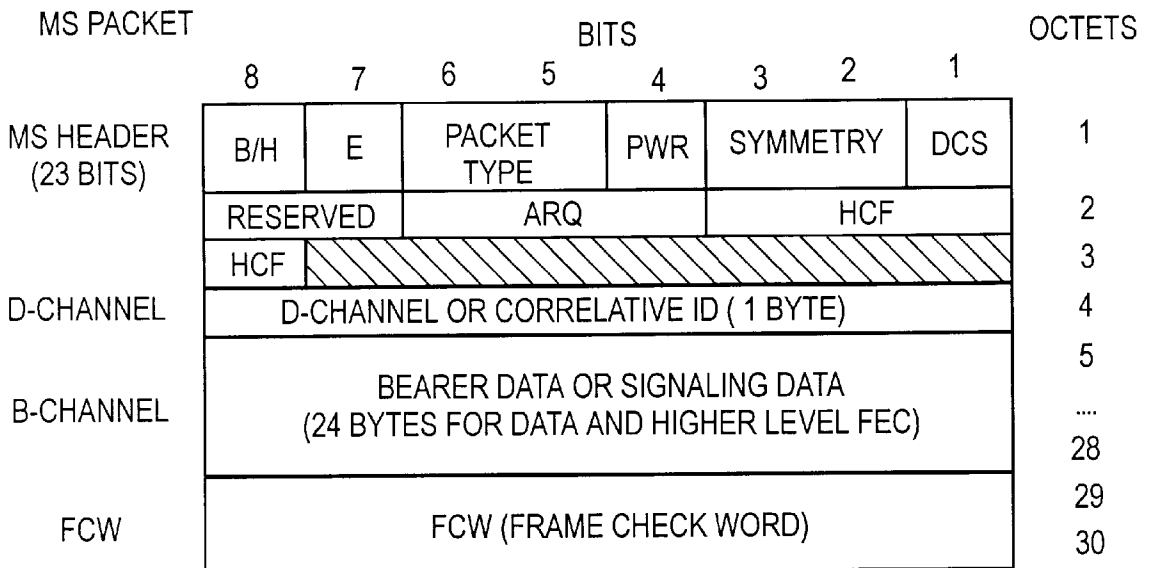 MS PACKET BITS OCTETS
8 7 6 5 4 3 2 1
MS HEADER
(23 BITS)
B/H E PACKET
TYPE PWR SYMMETRY DCS 1
RESERVED ARQ HCF 2
HCF 3
D-CHANNEL D-CHANNEL OR CORRELATIVE ID ( 1 BYTE) 4
5
B-CHANNEL BEARER DATA OR SIGNALING DATA
(24 BYTES FOR DATA AND HIGHER LEVEL FEC) ....
28
29
FCW FCW (FRAME CHECK WORD)
30